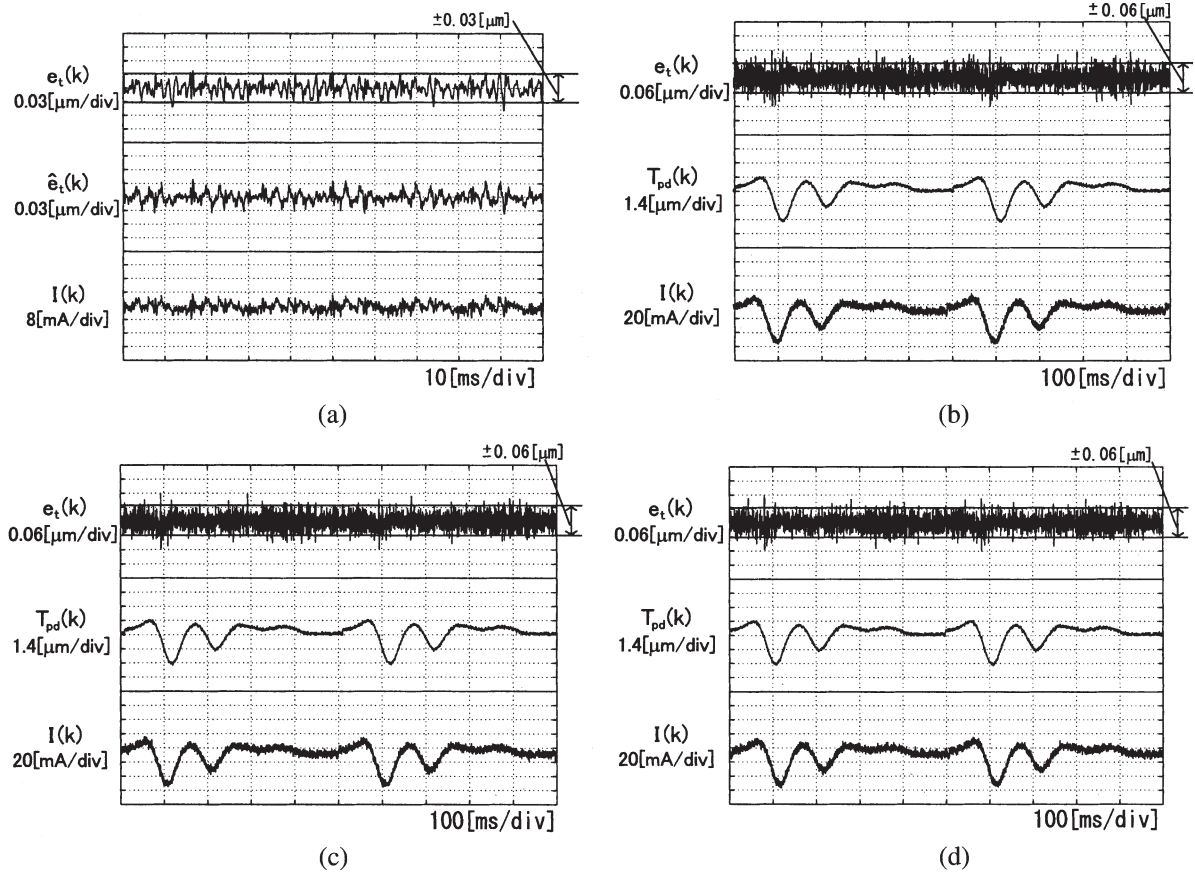 ±0.03[μm]
e_t(k)
0.03[μm/div]
ê_t(k)
0.03[μm/div]
I(k)
8[mA/div]
10[ms/div]
(a)
±0.06[μm]
e_t(k)
0.06[μm/div]
T_pd(k)
1.4[μm/div]
I(k)
20[mA/div]
100[ms/div]
(b)
±0.06[μm]
e_t(k)
0.06[μm/div]
T_pd(k)
1.4[μm/div]
I(k)
20[mA/div]
100[ms/div]
(c)
±0.06[μm]
e_t(k)
0.06[μm/div]
T_pd(k)
1.4[μm/div]
I(k)
20[mA/div]
100[ms/div]
(d)